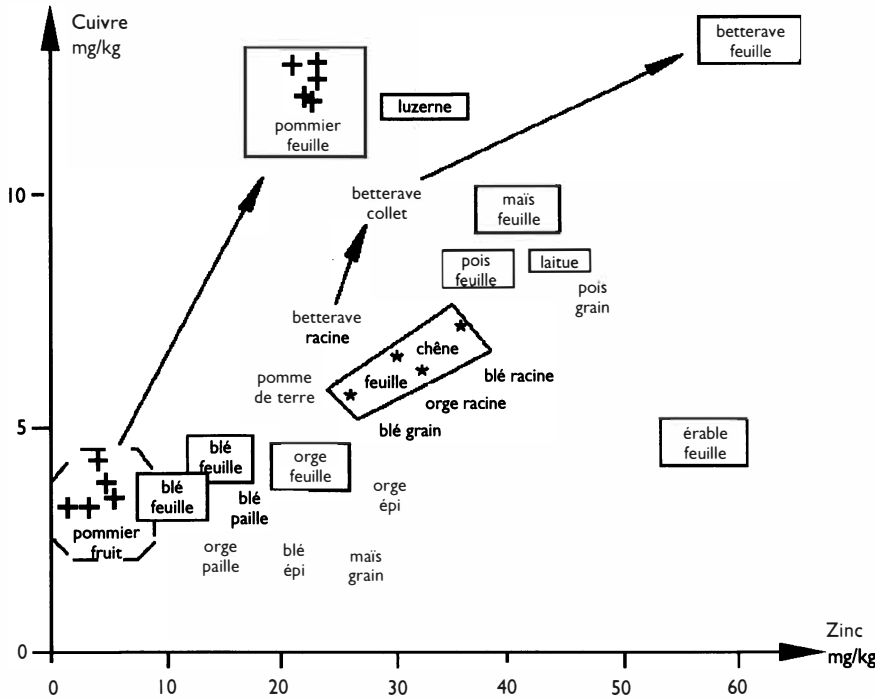 Cuivre
mg/kg
betterave
feuille
luzerne
pommier
feuille
10
betterave
collet
maïs
feuille
pois
feuille
laitue
pois
grain
betterave
racine
chêne
feuille
pomme
de terre
blé racine
orge racine
blé grain
5
blé
feuille
orge
feuille
érable
feuille
blé
feuille
blé
paille
orge
épi
pommier
fruit
orge
paille
blé
épi
maïs
grain
0
Zinc
mg/kg
0 10 20 30 40 50 60